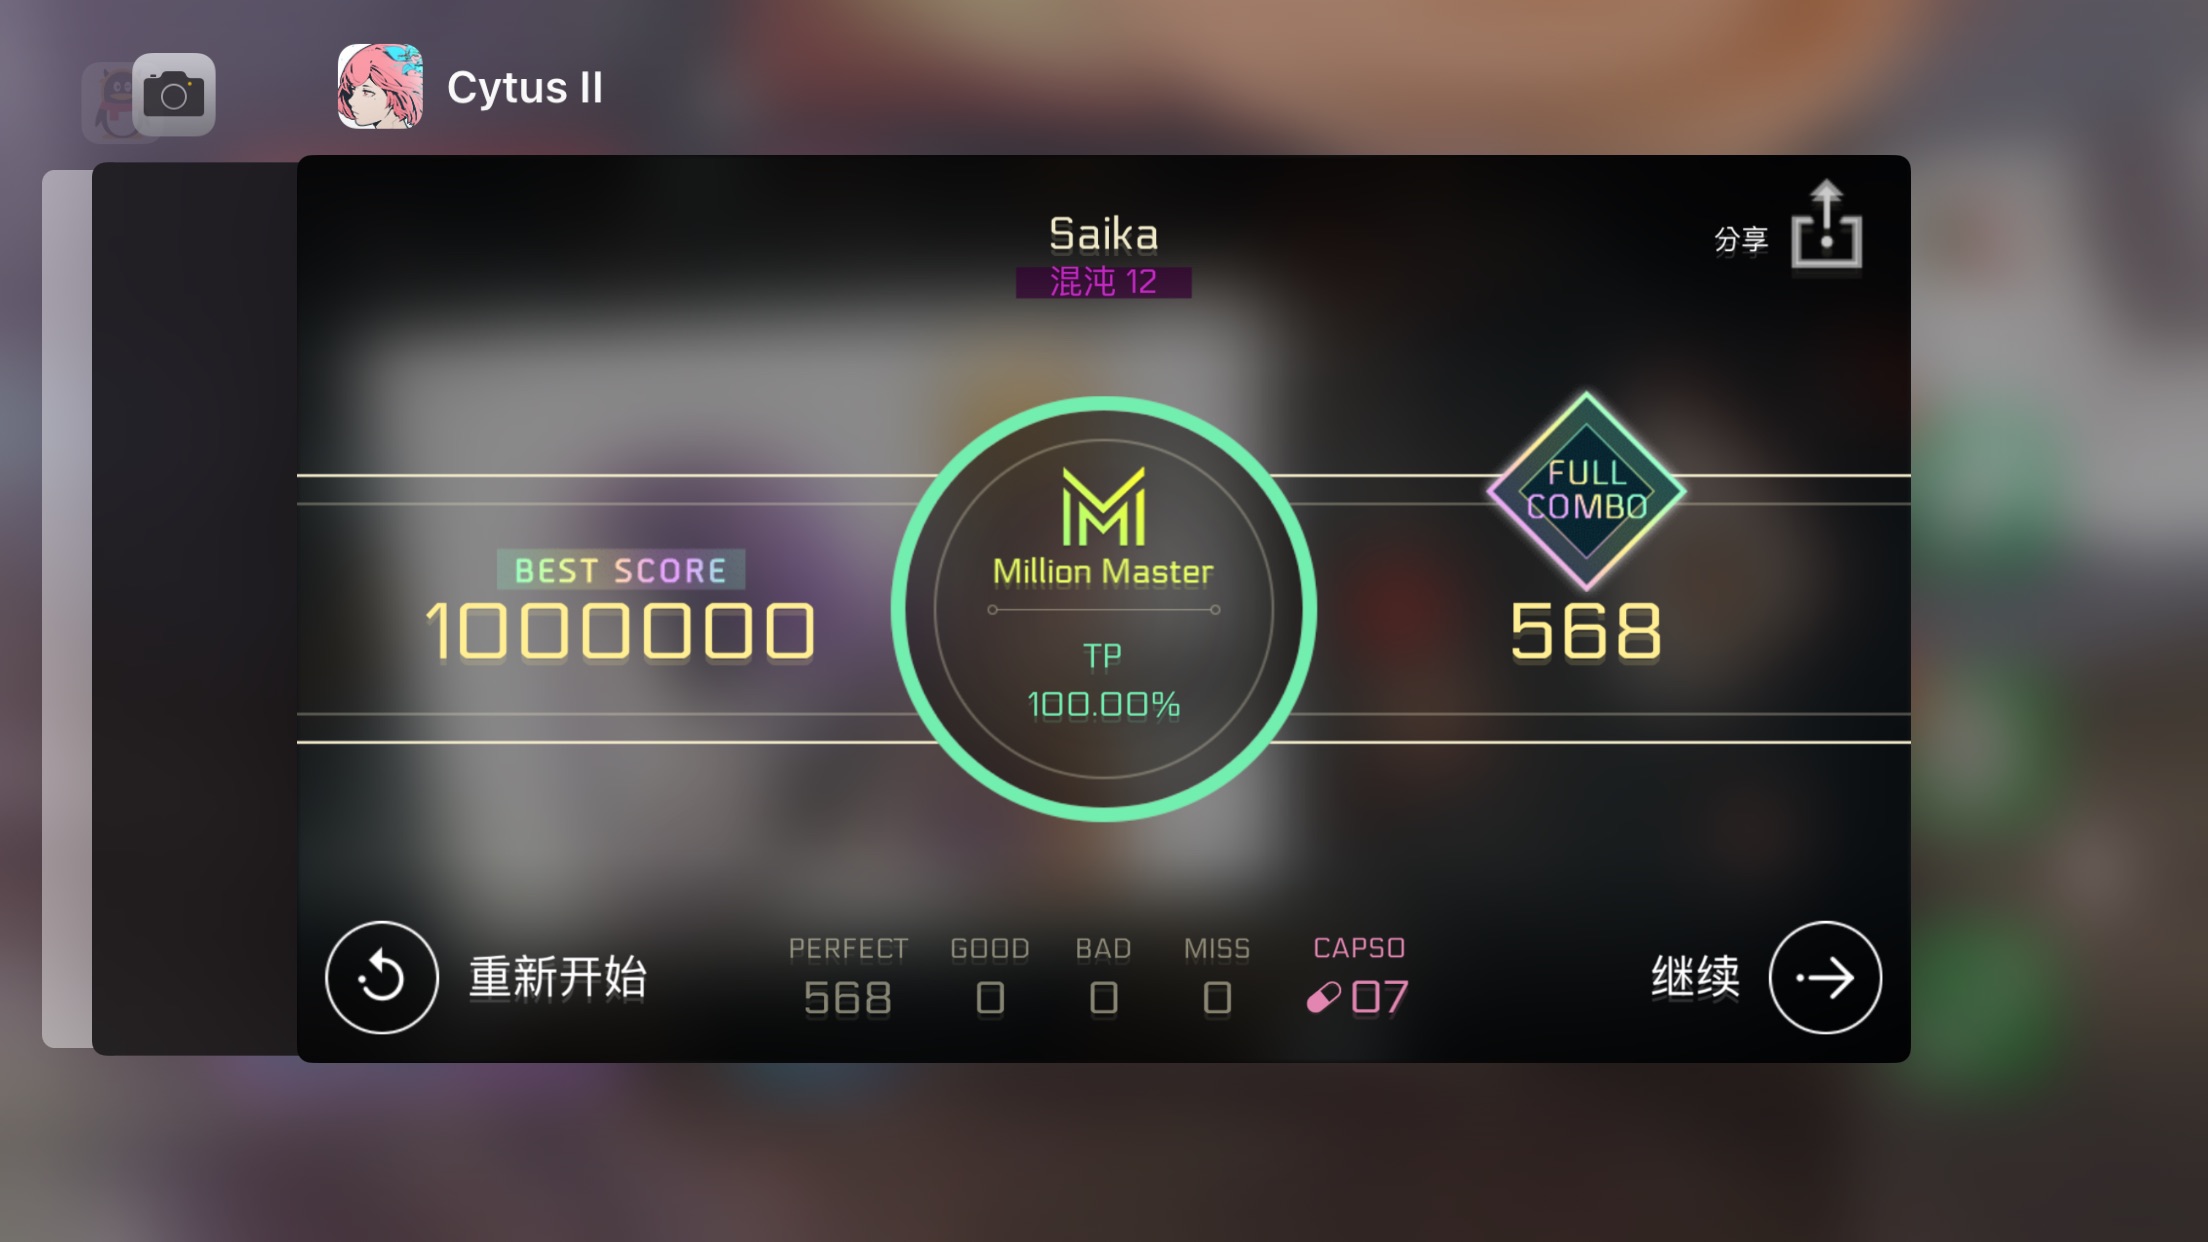 Cytus II
Saika
混沌 12
分享
FULL
COMBO
BEST SCORE
1000000
Million Master
TP
100.00%
568
重新开始
PERFECT GOOD BAD MISS CAPSO
568 0 0 0 07
继续